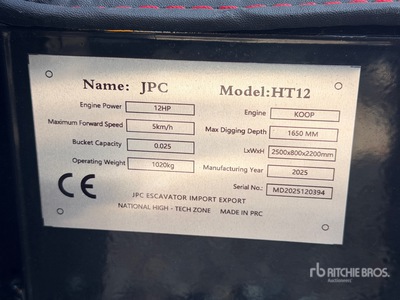 Name: JPC Model:HT12
Engine Power 12HP Engine KOOP
Maximum Forward Speed 5km/h Max Digging Depth 1650 MM
Bucket Capacity 0.025 LxWxH 2500x800x2200mm
Operating Weight 1020kg Manufacturing Year 2025
Serial No.: MD2025120394
CE
JPC ESCAVATOR IMPORT EXPORT
NATIONAL HIGH - TECH ZONE MADE IN PRC
rb RITCHIE BROS.
Auctioneers